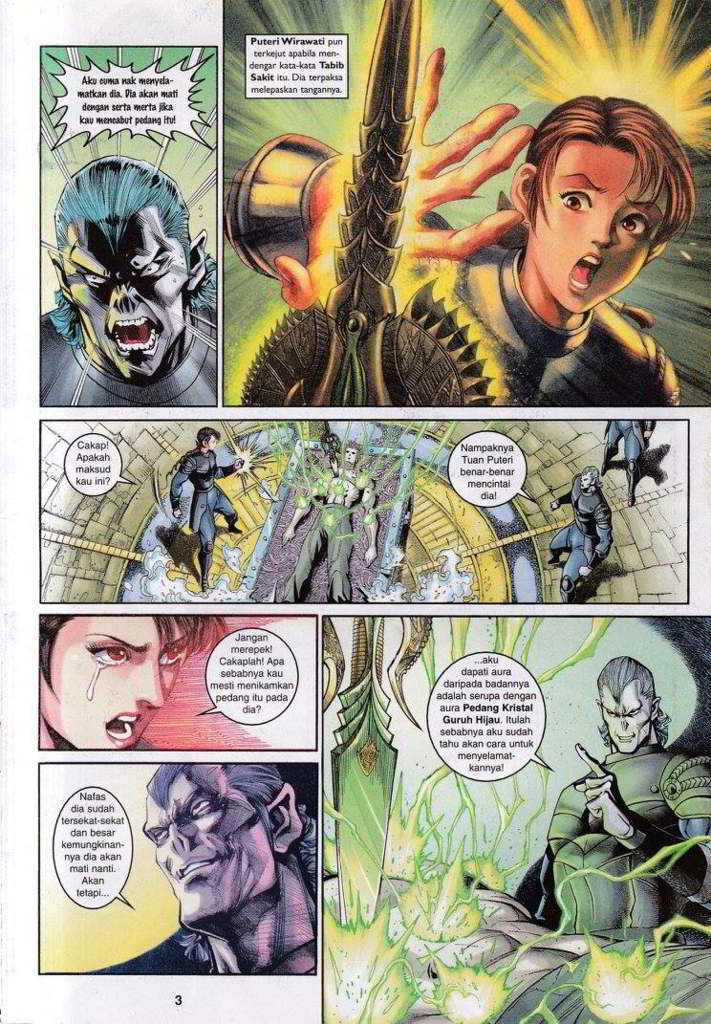 Aku cuma nak menyela-
matkan dia. Dia akan mati
dengan serta merta jika
kau mencabut pedang itu!
Puteri Wirawati pun
terkejut apabila men-
dengar kata-kata Tabib
Sakit itu. Dia terpaksa
melepaskan tangannya.
Cakap!
Apakah
maksud
kau ini?
Nampaknya
Tuan Puteri
benar-benar
mencintai
dia!
Jangan
merepek!
Cakaplah! Apa
sebabnya kau
mesti menikamkan
pedang itu pada
dia?
Nafas
dia sudah
tersekat-sekat
dan besar
kemungkinan-
nya dia akan
mati nanti.
Akan
tetapi...
...aku
dapati aura
daripada badannya
adalah serupa dengan
aura Pedang Kristal
Guruh Hijau. Itulah
sebabnya aku sudah
tahu akan cara untuk
menyelamat-
kannya!
3